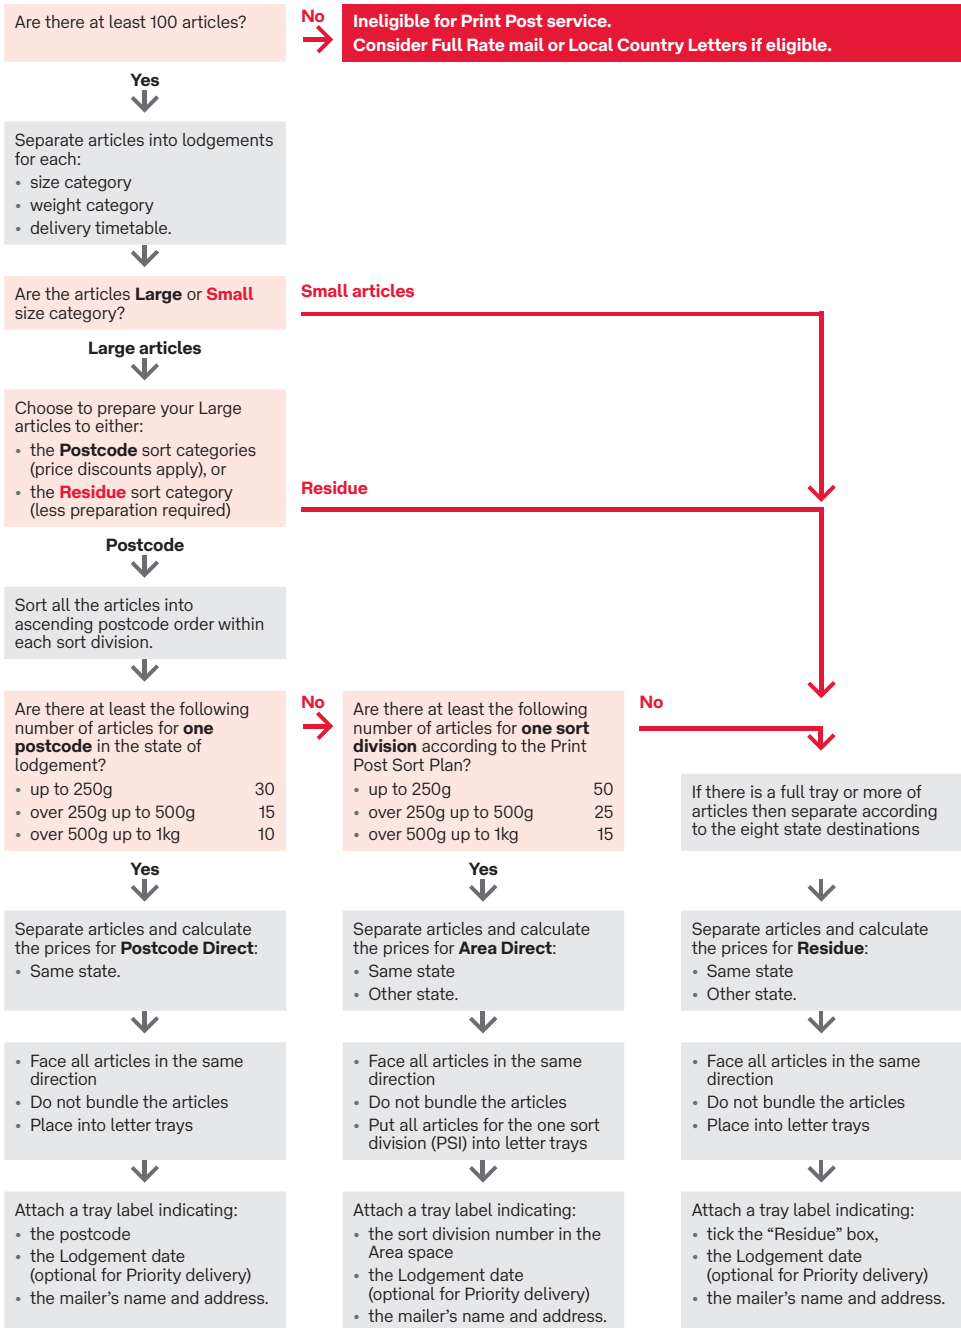 Are there at least 100 articles?
No
Ineligible for Print Post service.
Consider Full Rate mail or Local Country Letters if eligible.
Yes
Separate articles into lodgements
for each:
• size category
• weight category
• delivery timetable.
Are the articles Large or Small
size category?
Small articles
Large articles
Choose to prepare your Large
articles to either:
• the Postcode sort categories
(price discounts apply), or
• the Residue sort category
(less preparation required)
Residue
Postcode
Sort all the articles into
ascending postcode order within
each sort division.
Are there at least the following
number of articles for one
postcode in the state of
lodgement?
• up to 250g 30
• over 250g up to 500g 15
• over 500g up to 1kg 10
No
Are there at least the following
number of articles for one sort
division according to the Print
Post Sort Plan?
• up to 250g 50
• over 250g up to 500g 25
• over 500g up to 1kg 15
No
If there is a full tray or more of
articles then separate according
to the eight state destinations
Yes
Yes
Separate articles and calculate
the prices for Postcode Direct:
• Same state.
Separate articles and calculate
the prices for Area Direct:
• Same state
• Other state.
Separate articles and calculate
the prices for Residue:
• Same state
• Other state.
• Face all articles in the same
direction
• Do not bundle the articles
• Place into letter trays
• Face all articles in the same
direction
• Do not bundle the articles
• Put all articles for the one sort
division (PSI) into letter trays
• Face all articles in the same
direction
• Do not bundle the articles
• Place into letter trays
Attach a tray label indicating:
• the postcode
• the Lodgement date
(optional for Priority delivery)
• the mailer's name and address.
Attach a tray label indicating:
• the sort division number in the
Area space
• the Lodgement date
(optional for Priority delivery)
• the mailer's name and address.
Attach a tray label indicating:
• tick the "Residue" box,
• the Lodgement date
(optional for Priority delivery)
• the mailer's name and address.